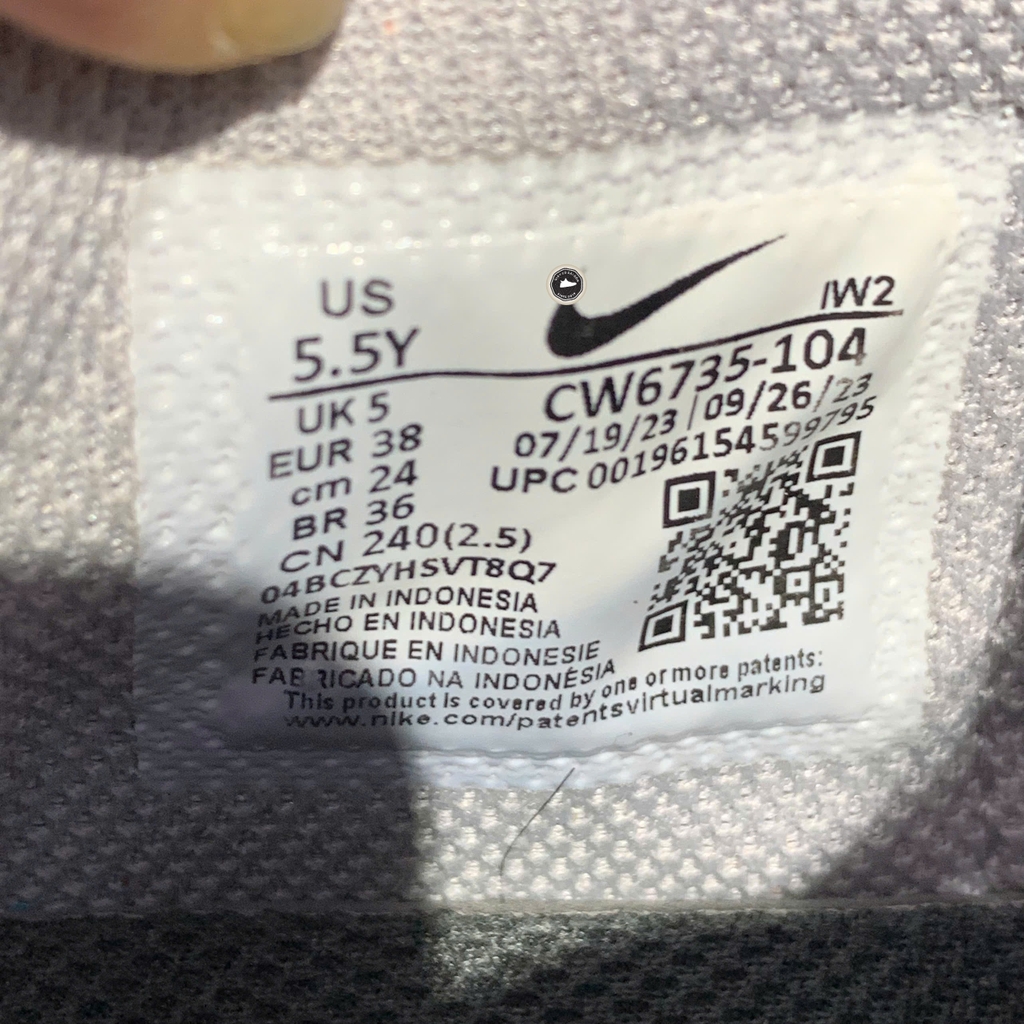 US
5.5Y
/W2
UK 5
EUR 38
cm 24
BR 36
CN 240(2.5)
CW6735-104
07/19/23 | 09/26/23
UPC 00196154599795
04BCZYHSVT8Q7
MADE IN INDONESIA
HECHO EN INDONESIA
FABRIQUE EN INDONESIE
FABRICADO NA INDONÉSIA
This product is covered by one or more patents:
www.nike.com/patentsvirtualmarking